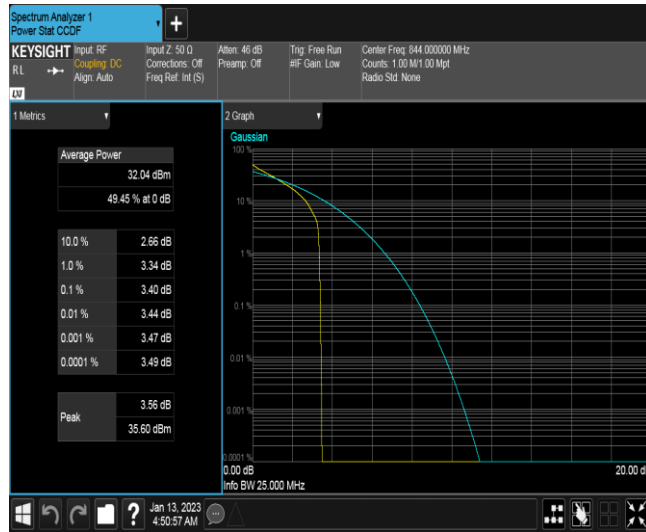 Spectrum Analyzer 1
Power Stat CCDF
KEYSIGHT
RL
LXI
Input: RF
Coupling: DC
Align: Auto
Input Z: 50 Ω
Corrections: Off
Freq Ref: Int (S)
Atten: 46 dB
Preamp: Off
Trig: Free Run
#IF Gain: Low
Center Freq: 844.000000 MHz
Counts: 1.00 M/1.00 Mpt
Radio Std: None
1 Metrics
Average Power
32.04 dBm
49.45 % at 0 dB
10.0 % 2.66 dB
1.0 % 3.34 dB
0.1 % 3.40 dB
0.01 % 3.44 dB
0.001 % 3.47 dB
0.0001 % 3.49 dB
Peak
3.56 dB
35.60 dBm
2 Graph
Gaussian
100 %
10 %
1 %
0.1 %
0.01 %
0.001 %
0.0001 %
0.00 dB
20.00 dB
Info BW 25.000 MHz
?
Jan 13, 2023
4:50:57 AM